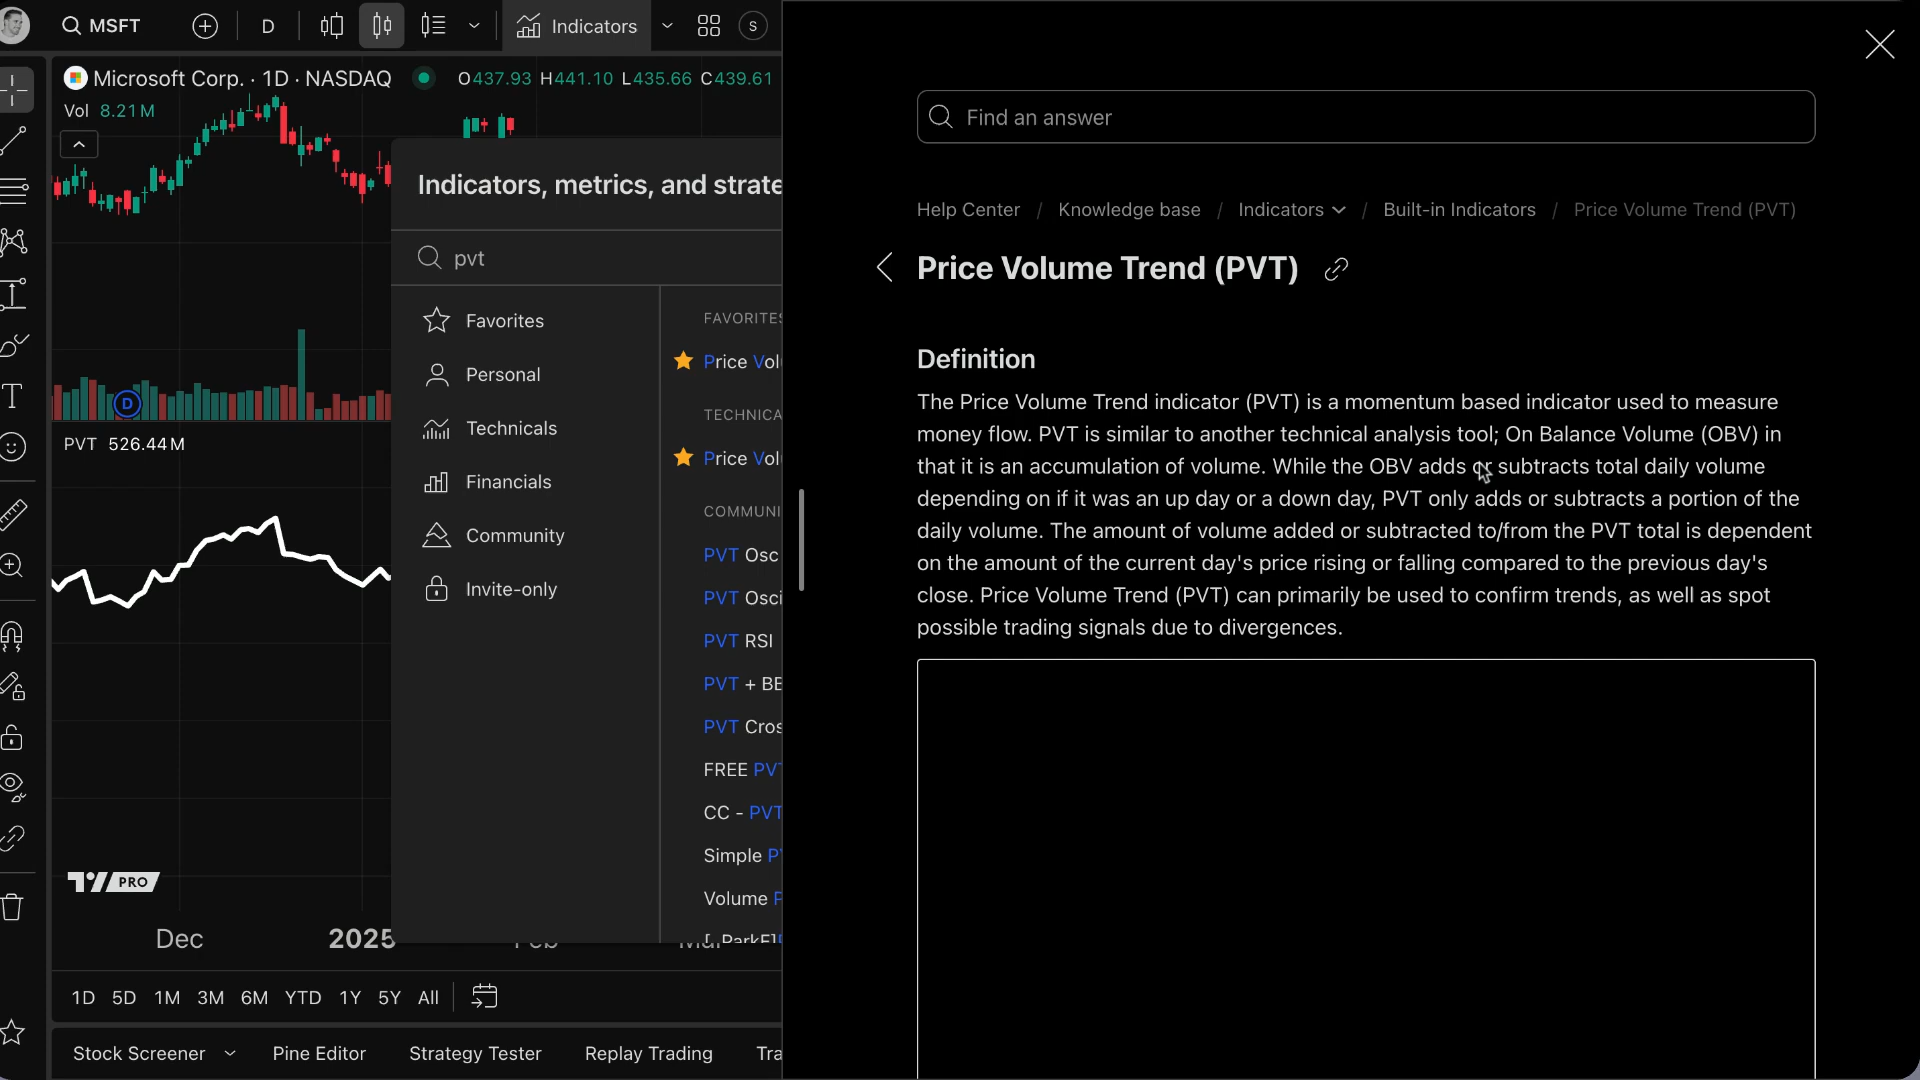 MSFT
D
Indicators
S
Microsoft Corp. · 1D · NASDAQ
O437.93 H441.10 L435.66 C439.61
Vol 8.21M
D
PVT 526.44M
PRO
Dec
2025
Feb
Mar
1D 5D 1M 3M 6M YTD 1Y 5Y All
Stock Screener
Pine Editor
Strategy Tester
Replay Trading
Tra
Indicators, metrics, and strate
pvt
Favorites
Personal
Technicals
Financials
Community
Invite-only
FAVORITES
Price Vol
TECHNICA
Price Vol
COMMUNI
PVT Osc
PVT Osci
PVT RSI
PVT + BE
PVT Cros
FREE PVT
CC - PVT
Simple P
Volume P
Find an answer
Help Center / Knowledge base / Indicators / Built-in Indicators / Price Volume Trend (PVT)
Price Volume Trend (PVT)
Definition
The Price Volume Trend indicator (PVT) is a momentum based indicator used to measure
money flow. PVT is similar to another technical analysis tool; On Balance Volume (OBV) in
that it is an accumulation of volume. While the OBV adds or subtracts total daily volume
depending on if it was an up day or a down day, PVT only adds or subtracts a portion of the
daily volume. The amount of volume added or subtracted to/from the PVT total is dependent
on the amount of the current day's price rising or falling compared to the previous day's
close. Price Volume Trend (PVT) can primarily be used to confirm trends, as well as spot
possible trading signals due to divergences.